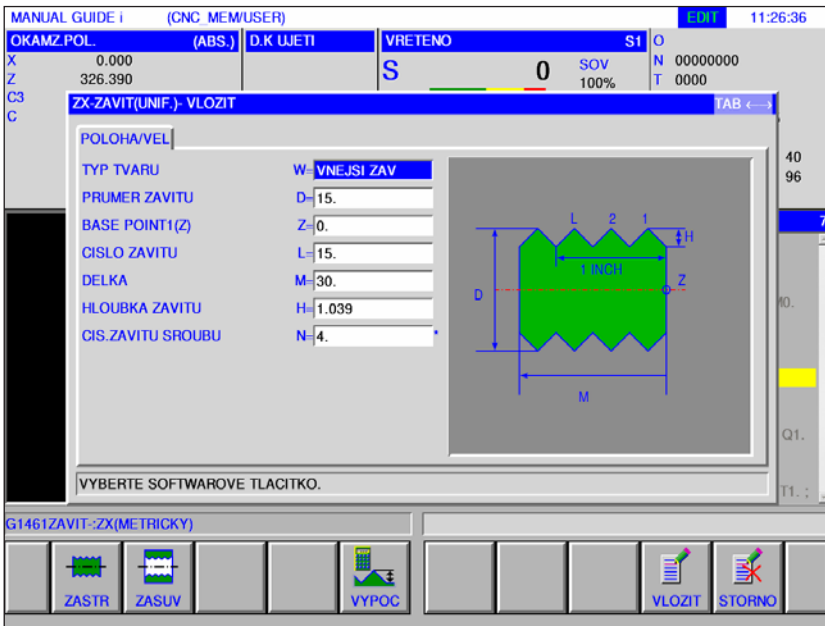 MANUAL GUIDE i (CNC_MEM/USER) EDIT 11:26:36
OKAMZ.POL. (ABS.) D.K UJETI VRETENO S1 O
X 0.000
Z 326.390
C3
C
S 0 SOV 100%
N 00000000
T 0000
40
96
7
ZX-ZAVIT(UNIF.)- VLOZIT TAB ←→
POLOHA/VEL
TYP TVARU W= VNEJSI ZAV
PRUMER ZAVITU D= 15.
BASE POINT1(Z) Z= 0.
CISLO ZAVITU L= 15.
DELKA M= 30.
HLOUBKA ZAVITU H= 1.039
CIS.ZAVITU SROUBU N= 4. *
L 2 1
H
1 INCH
Z
D
M
M0.
Q1.
T1. ;
VYBERTE SOFTWAROVE TLACITKO.
G1461ZAVIT-:ZX(METRICKY)
ZASTR ZASUV VYPOC VLOZIT STORNO